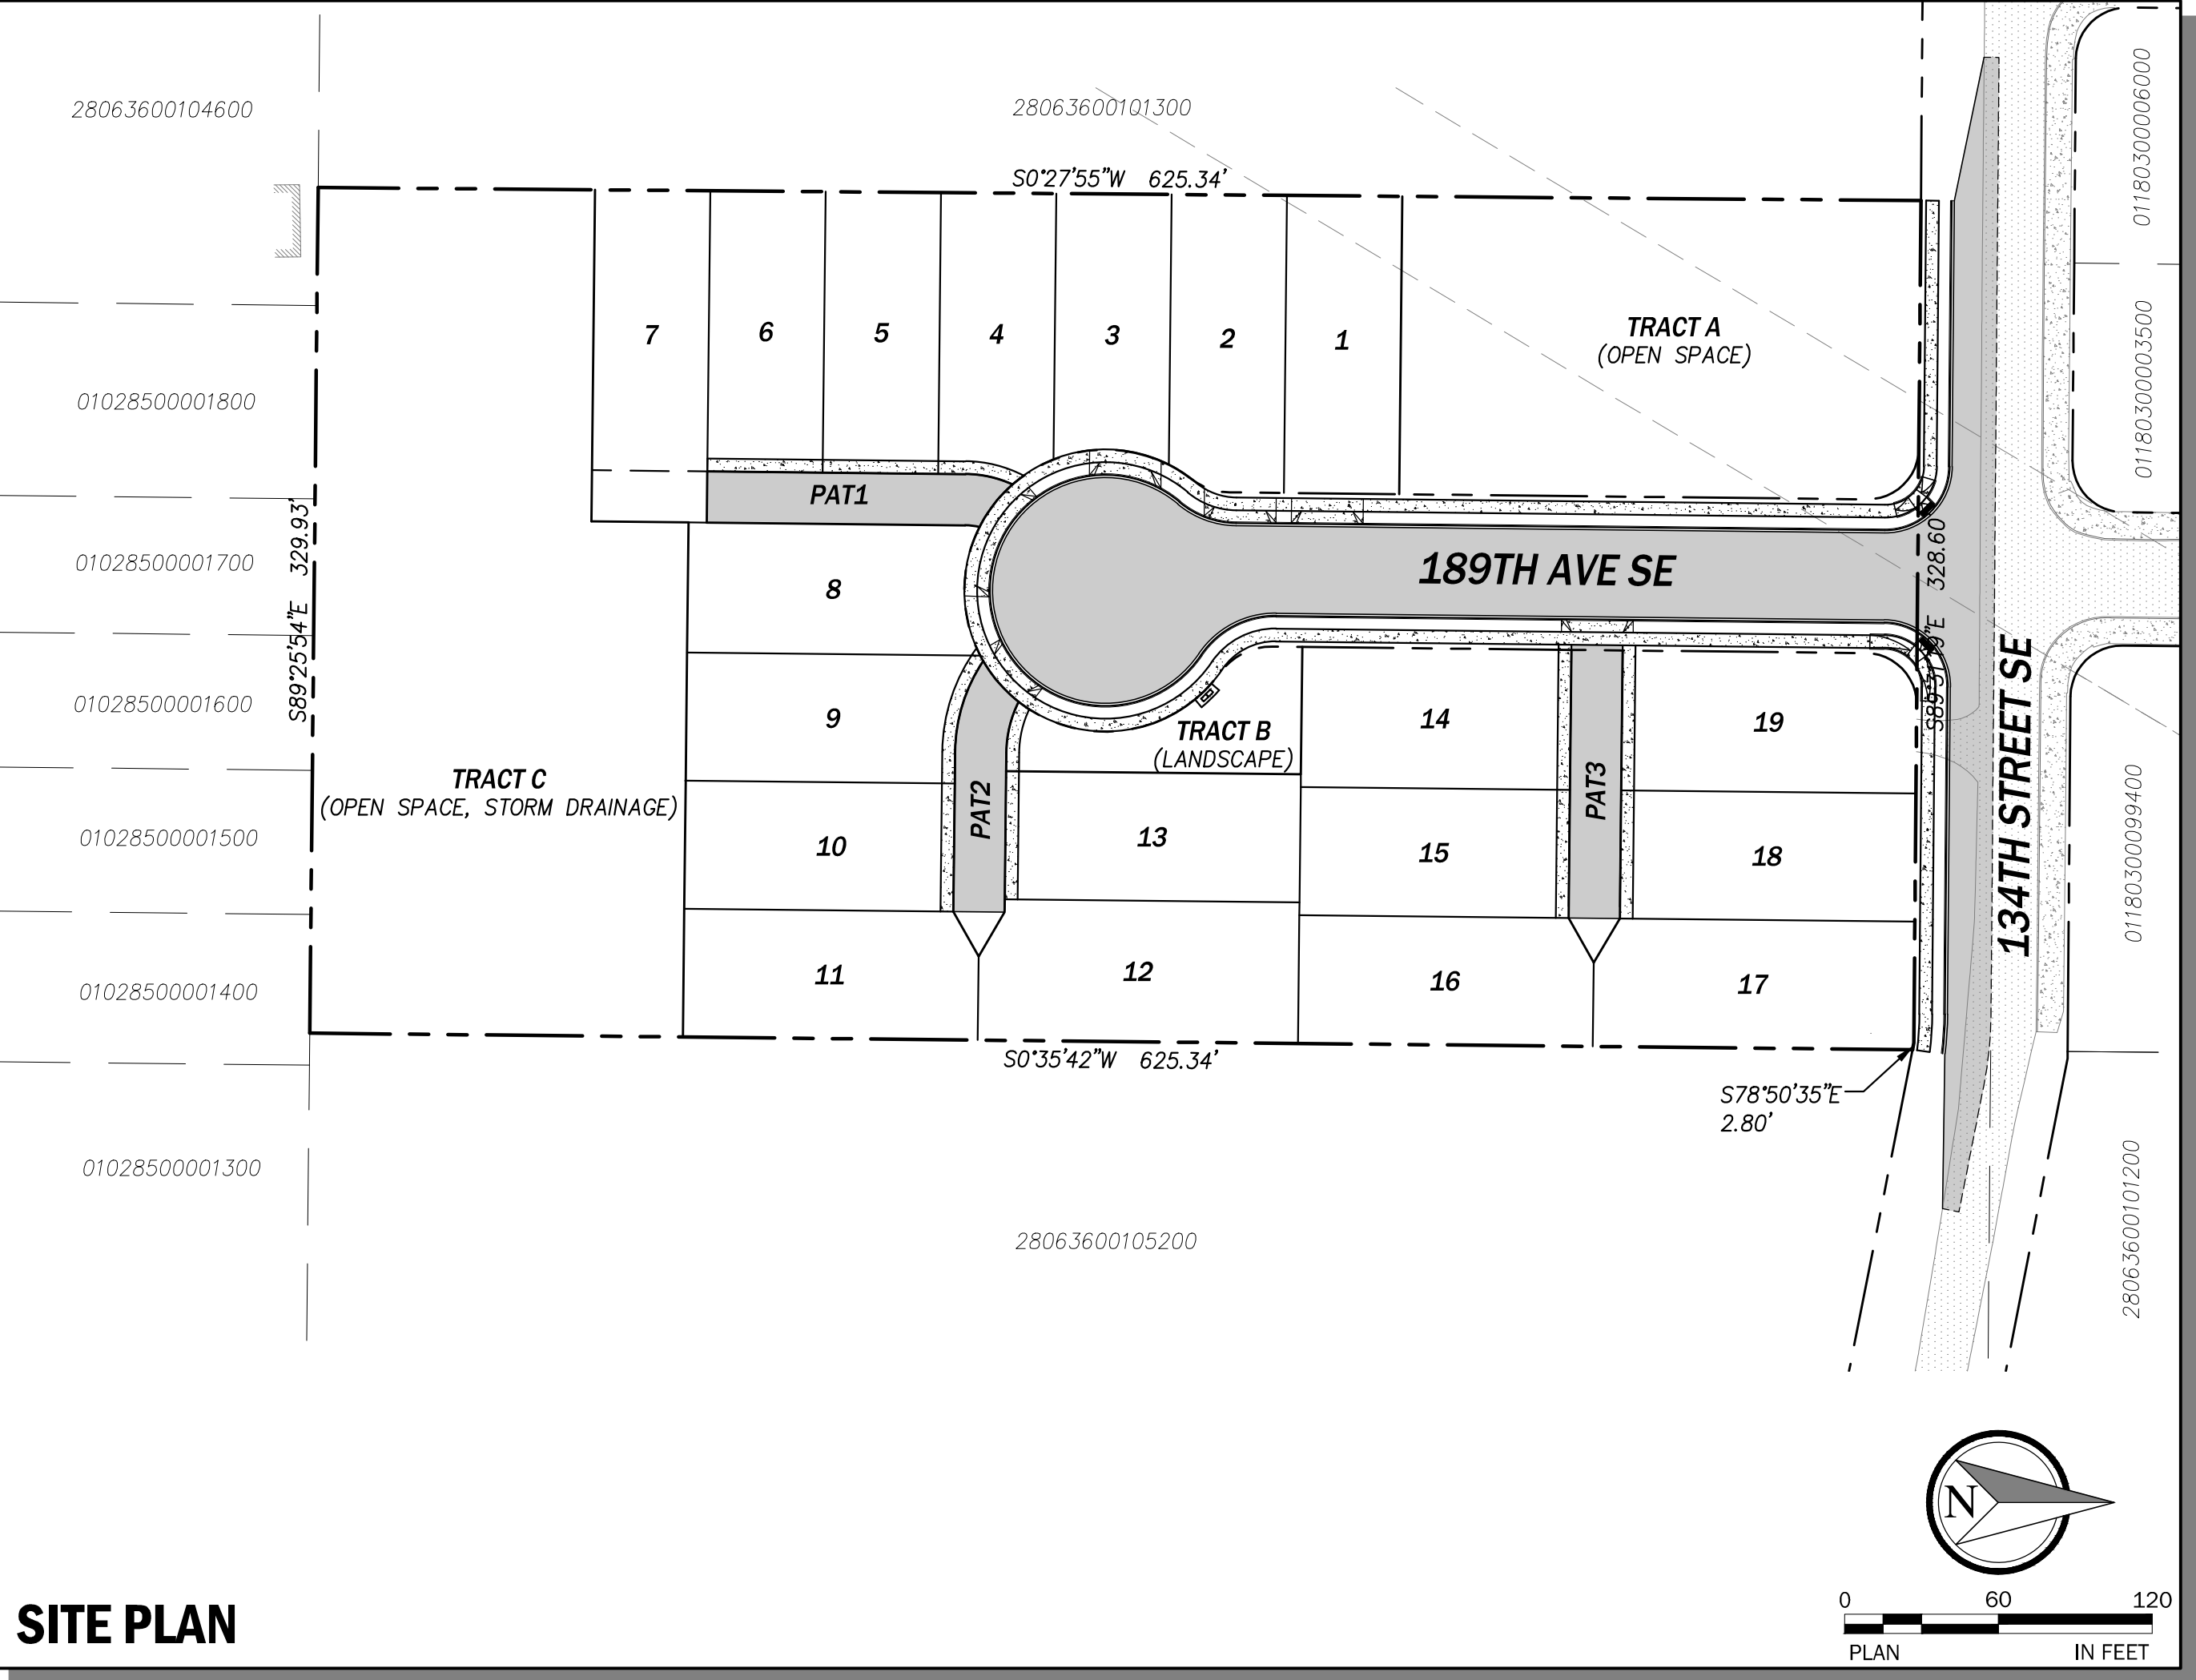 28063600104600
28063600101300
01180300006000
S0°27'55"W 625.34'
01180300003500
7
6
5
4
3
2
1
TRACT A
(OPEN SPACE)
01028500001800
PAT1
S89°25'54"E 329.93'
01028500001700
8
189TH AVE SE
328.60
01028500001600
9
TRACT B
(LANDSCAPE)
14
19
134TH STREET SE
TRACT C
(OPEN SPACE, STORM DRAINAGE)
PAT2
PAT3
01028500001500
10
13
15
18
01180300099400
01028500001400
11
12
16
17
S0°35'42"W 625.34'
S78°50'35"E
2.80'
01028500001300
28063600105200
28063600101200
N
0 60 120
PLAN IN FEET
SITE PLAN